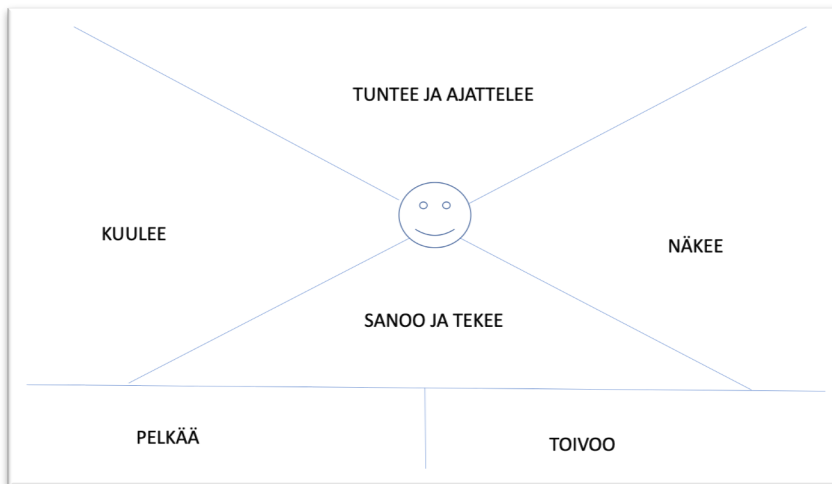 TUNTEE JA AJATTELEE
KUULEE
NÄKEE
SANOO JA TEKEE
PELKÄÄ
TOIVOO